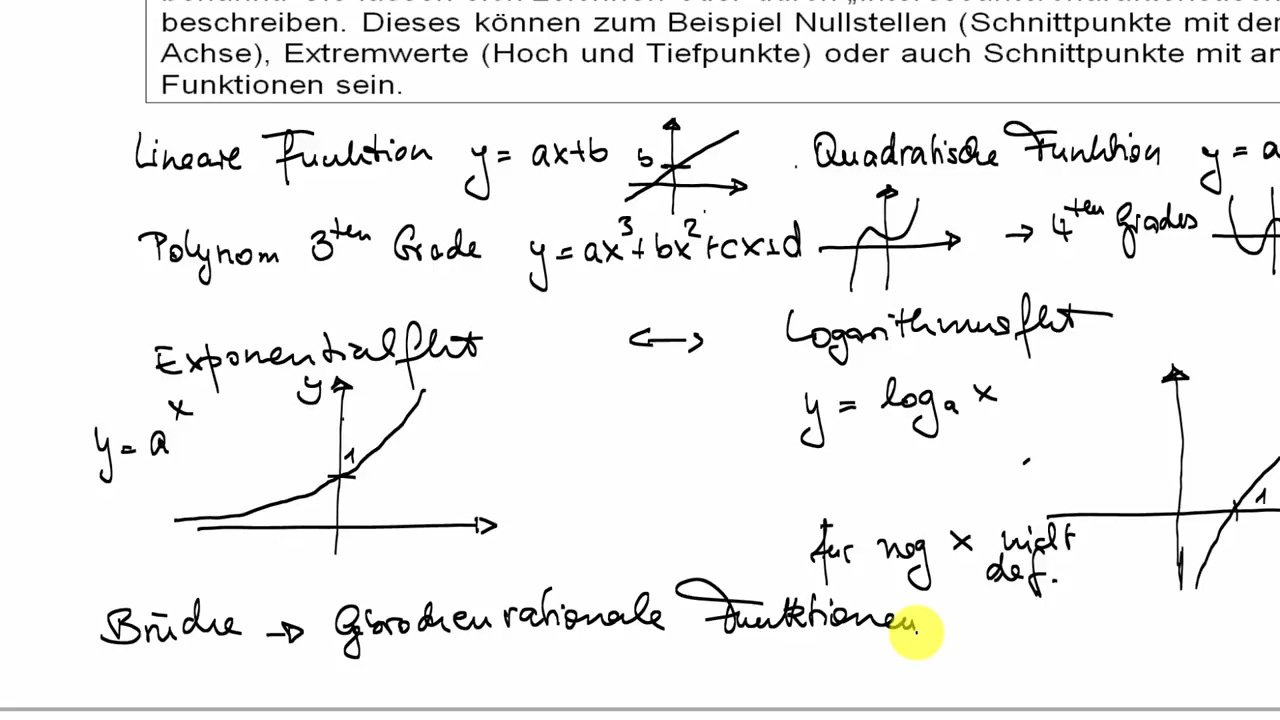 beschreiben. Dieses können zum Beispiel Nullstellen (Schnittpunkte mit der
Achse), Extremwerte (Hoch und Tiefpunkte) oder auch Schnittpunkte mit an
Funktionen sein.
Lineare Funktion y = ax+b b . Quadratische Funktion y = a
Polynom 3ten Grade y = ax³+bx²+cx+d → 4ten Grades
Exponentialfkt ↔ Logarithmusfkt
y
y = a^x 1
y = logₐ x
1
für neg x nicht
def.
Brüche → Gebrochenrationale Funktionen